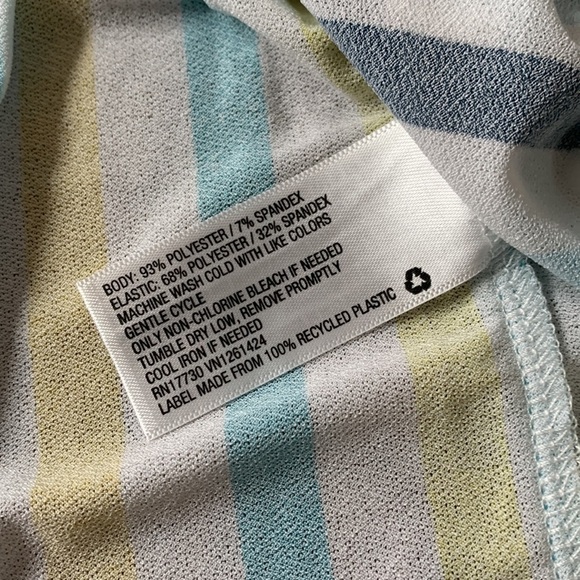 BODY: 93% POLYESTER / 7% SPANDEX
ELASTIC: 68% POLYESTER / 32% SPANDEX
MACHINE WASH COLD WITH LIKE COLORS
GENTLE CYCLE
ONLY NON-CHLORINE BLEACH IF NEEDED
TUMBLE DRY LOW, REMOVE PROMPTLY
COOL IRON IF NEEDED
RN17730 VN1261424
LABEL MADE FROM 100% RECYCLED PLASTIC